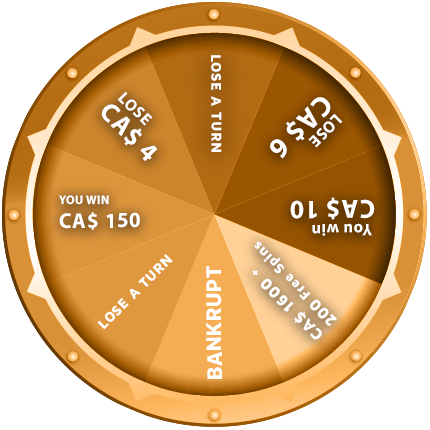 LOSE A TURN
LOSE
CA$ 6
You win
CA$ 10
CA$ 1600 +
200 Free Spins
BANKRUPT
LOSE A TURN
YOU WIN
CA$ 150
LOSE
CA$ 4